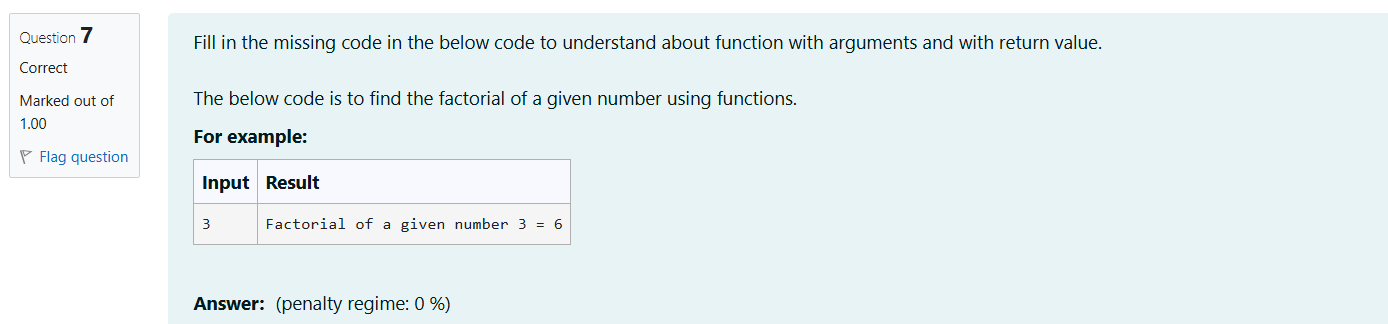 Question 7
Correct
Marked out of
1.00
Flag question
Fill in the missing code in the below code to understand about function with arguments and with return value.
The below code is to find the factorial of a given number using functions.
For example:
Input Result
3 Factorial of a given number 3 = 6
Answer: (penalty regime: 0 %)